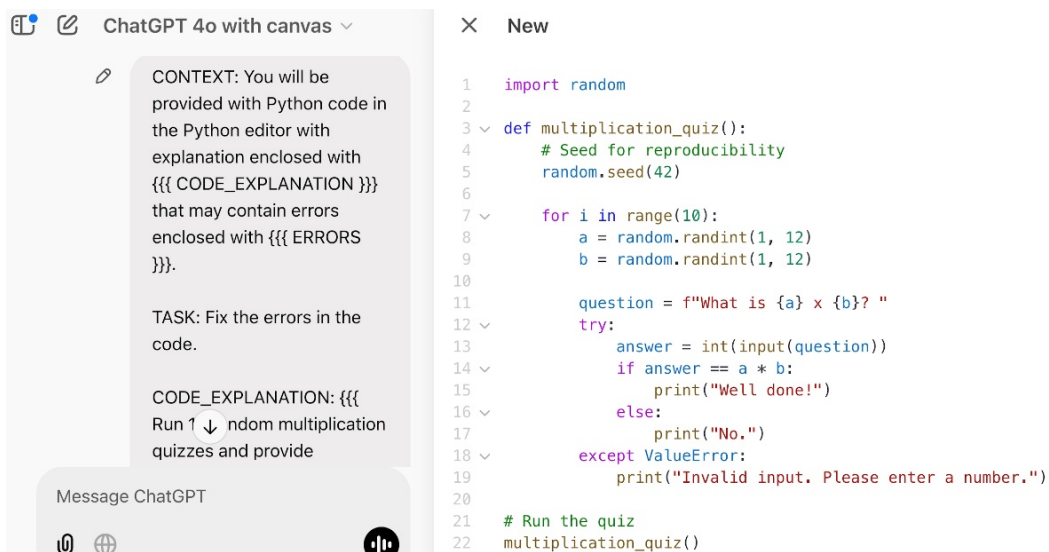 ChatGPT 4o with canvas
CONTEXT: You will be
provided with Python code in
the Python editor with
explanation enclosed with
{{{ CODE_EXPLANATION }}}
that may contain errors
enclosed with {{{ ERRORS
}}}.
TASK: Fix the errors in the
code.
CODE_EXPLANATION: {{{
Run 1 ndom multiplication
quizzes and provide
Message ChatGPT
New
1 import random
2
3 def multiplication_quiz():
4     # Seed for reproducibility
5     random.seed(42)
6
7     for i in range(10):
8         a = random.randint(1, 12)
9         b = random.randint(1, 12)
10
11         question = f"What is {a} x {b}? "
12         try:
13             answer = int(input(question))
14             if answer == a * b:
15                 print("Well done!")
16             else:
17                 print("No.")
18         except ValueError:
19             print("Invalid input. Please enter a number.")
20
21 # Run the quiz
22 multiplication_quiz()